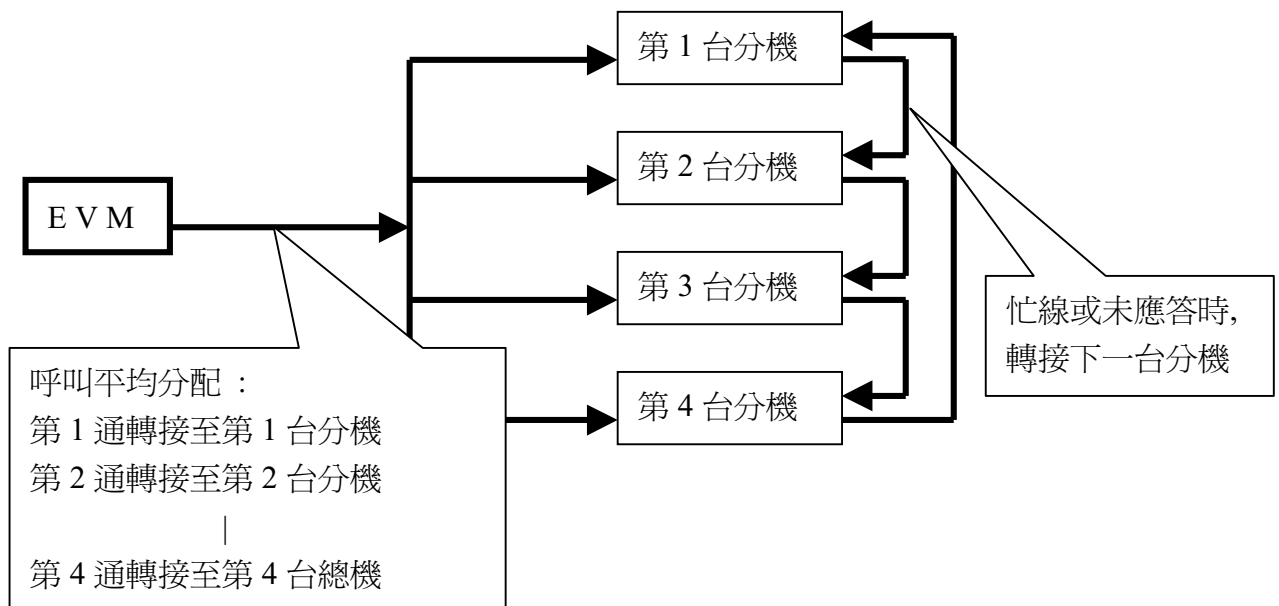 第 1 台分機
第 2 台分機
E V M
第 3 台分機
忙線或未應答時,
轉接下一台分機
第 4 台分機
呼叫平均分配 :
第 1 通轉接至第 1 台分機
第 2 通轉接至第 2 台分機
|
第 4 通轉接至第 4 台總機